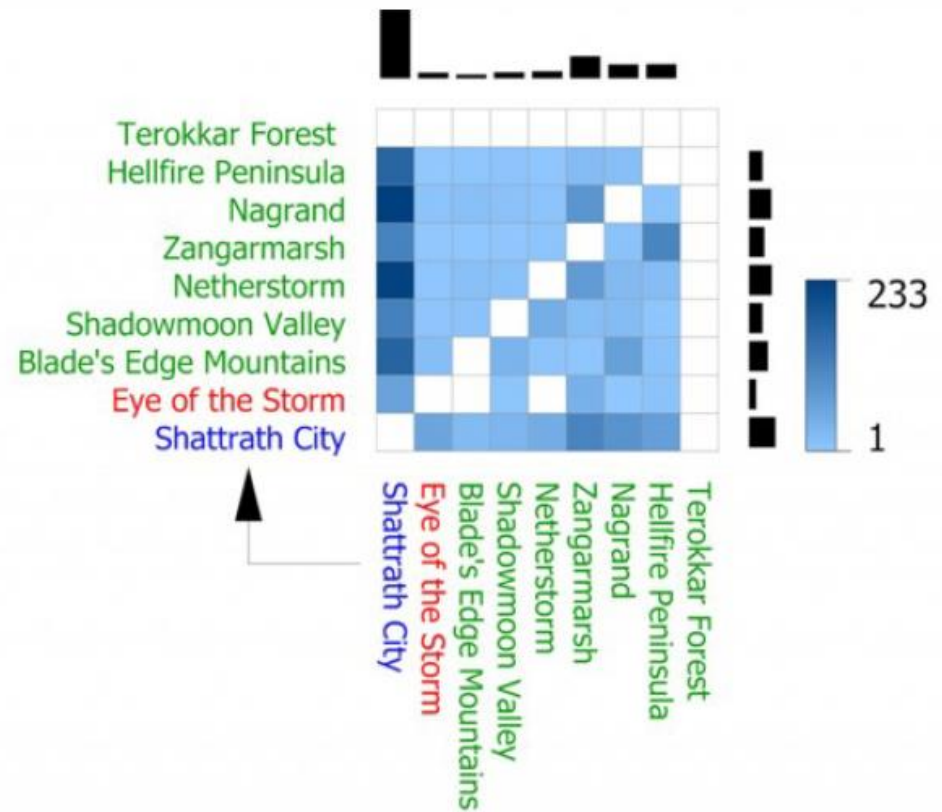 Terokkar Forest
Hellfire Peninsula
Nagrand
Zangarmarsh
Netherstorm
Shadowmoon Valley
Blade's Edge Mountains
Eye of the Storm
Shattrath City
233
1
Shattrath City
Eye of the Storm
Blade's Edge Mountains
Shadowmoon Valley
Netherstorm
Zangarmarsh
Nagrand
Hellfire Peninsula
Terokkar Forest